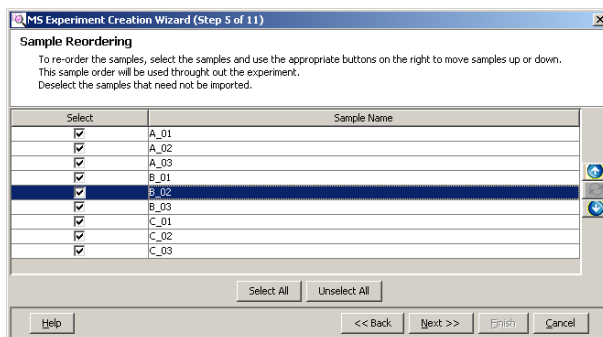 MS Experiment Creation Wizard (Step 5 of 11)
Sample Reordering
To re-order the samples, select the samples and use the appropriate buttons on the right to move samples up or down.
This sample order will be used throught out the experiment.
Deselect the samples that need not be imported.
Select Sample Name
A_01
A_02
A_03
B_01
B_02
B_03
C_01
C_02
C_03
Select All Unselect All
Help << Back Next >> Finish Cancel